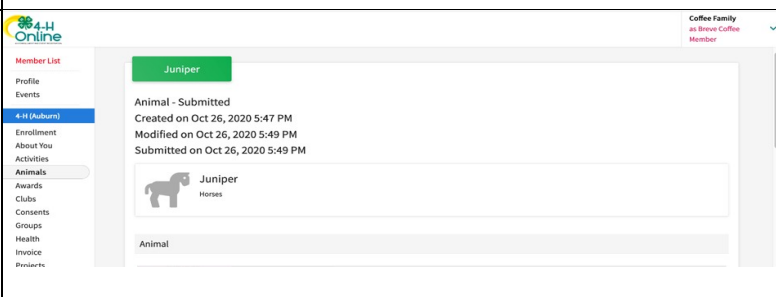 4-H
Online
Coffee Family
as Breve Coffee
Member
Member List
Profile
Events
4-H (Auburn)
Enrollment
About You
Activities
Animals
Awards
Clubs
Consents
Groups
Health
Invoice
Projects
Juniper
Animal - Submitted
Created on Oct 26, 2020 5:47 PM
Modified on Oct 26, 2020 5:49 PM
Submitted on Oct 26, 2020 5:49 PM
Juniper
Horses
Animal